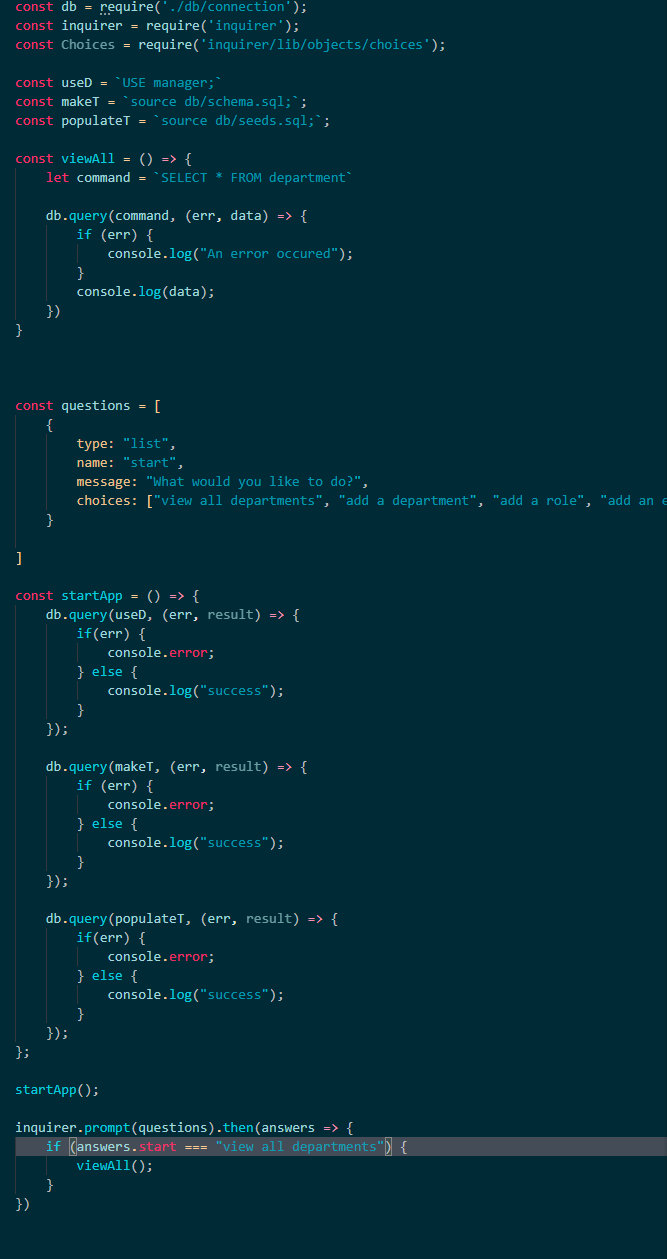 const db = require('./db/connection');
const inquirer = require('inquirer');
const Choices = require('inquirer/lib/objects/choices');
const useD = `USE manager;`
const makeT = `source db/schema.sql;`;
const populateT = `source db/seeds.sql;`;
const viewAll = () => {
let command = `SELECT * FROM department`
db.query(command, (err, data) => {
if (err) {
console.log("An error occured");
}
console.log(data);
})
}
const questions = [
{
type: "list",
name: "start",
message: "What would you like to do?",
choices: ["view all departments", "add a department", "add a role", "add an e
}
]
const startApp = () => {
db.query(useD, (err, result) => {
if(err) {
console.error;
} else {
console.log("success");
}
});
db.query(makeT, (err, result) => {
if (err) {
console.error;
} else {
console.log("success");
}
});
db.query(populateT, (err, result) => {
if(err) {
console.error;
} else {
console.log("success");
}
});
};
startApp();
inquirer.prompt(questions).then(answers => {
if (answers.start === "view all departments") {
viewAll();
}
})